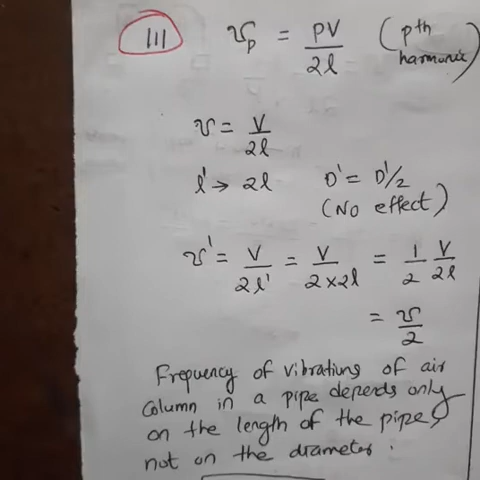 111 υp = pV/2l (pth harmonic)
υ = V/2l
l' → 2l D' = D'/2
(No effect)
υ' = V/2l' = V/2×2l = 1/2 V/2l
= υ/2
Frequency of vibrations of air
column in a pipe depends only
on the length of the pipe,
not on the diameter.